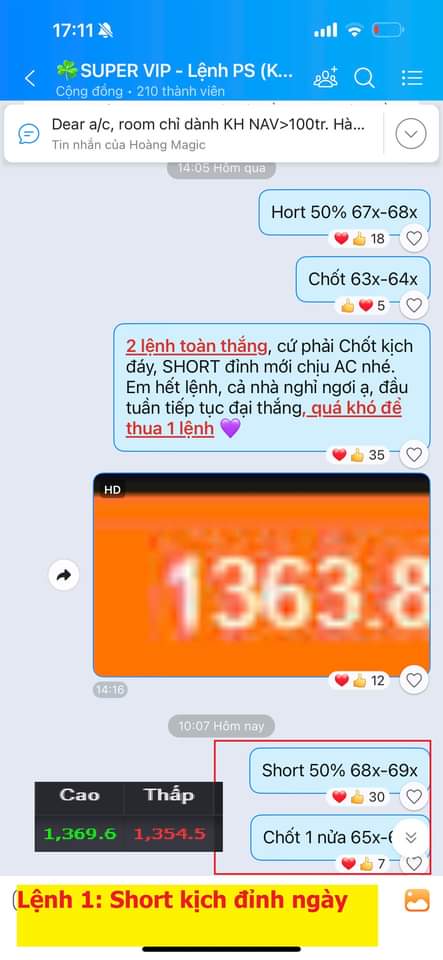 17:11
☘️SUPER VIP - Lệnh PS (K...
Cộng đồng • 210 thành viên
Dear a/c, room chỉ dành KH NAV>100tr. Hà...
Tin nhắn của Hoàng Magic
14:05 Hôm qua
Hort 50% 67x-68x
❤️👍 18
Chốt 63x-64x
👍❤️ 5
2 lệnh toàn thắng, cứ phải Chốt kịch
đáy, SHORT đỉnh mới chịu AC nhé.
Em hết lệnh, cả nhà nghỉ ngơi ạ, đầu
tuần tiếp tục đại thắng, quá khó để
thua 1 lệnh 💜
❤️👍 35
HD
1363.8
❤️👍 12
14:16
10:07 Hôm nay
Short 50% 68x-69x
❤️👍 30
Cao Thấp
1,369.6 1,354.5
Chốt 1 nửa 65x-
❤️👍 7
Lệnh 1: Short kịch đỉnh ngày